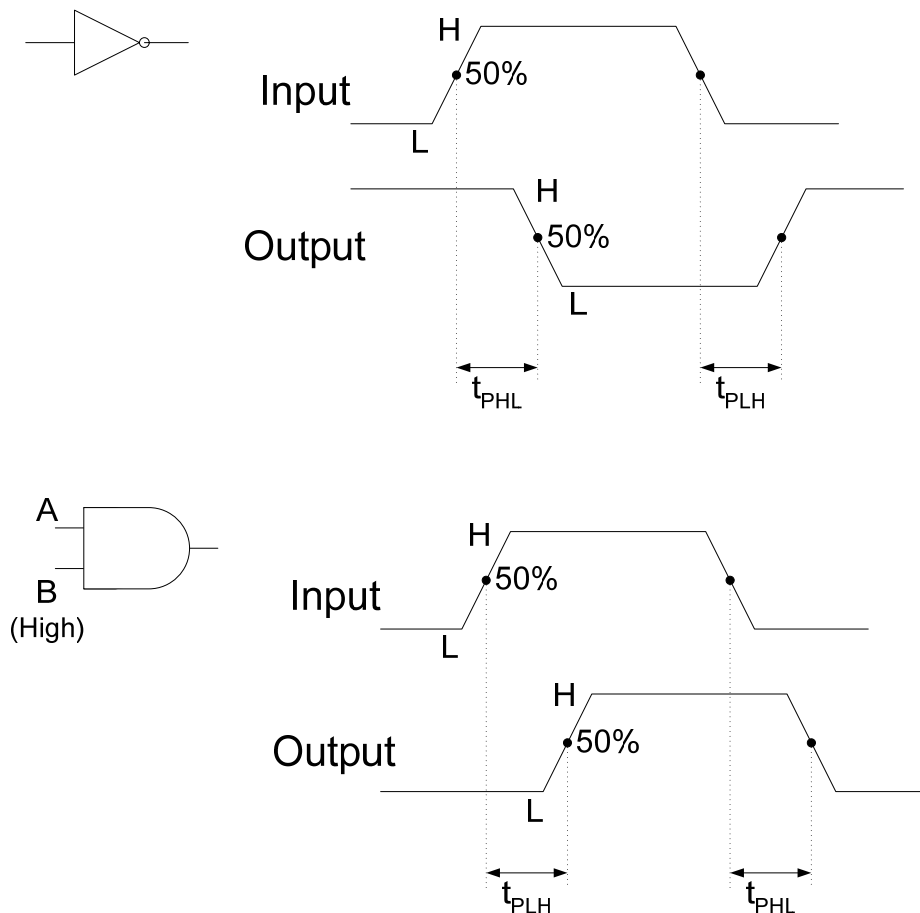 H
50%
Input
L
H
50%
Output
L
tPHL
tPLH
A
B
(High)
H
50%
Input
L
H
50%
Output
L
tPLH
tPHL